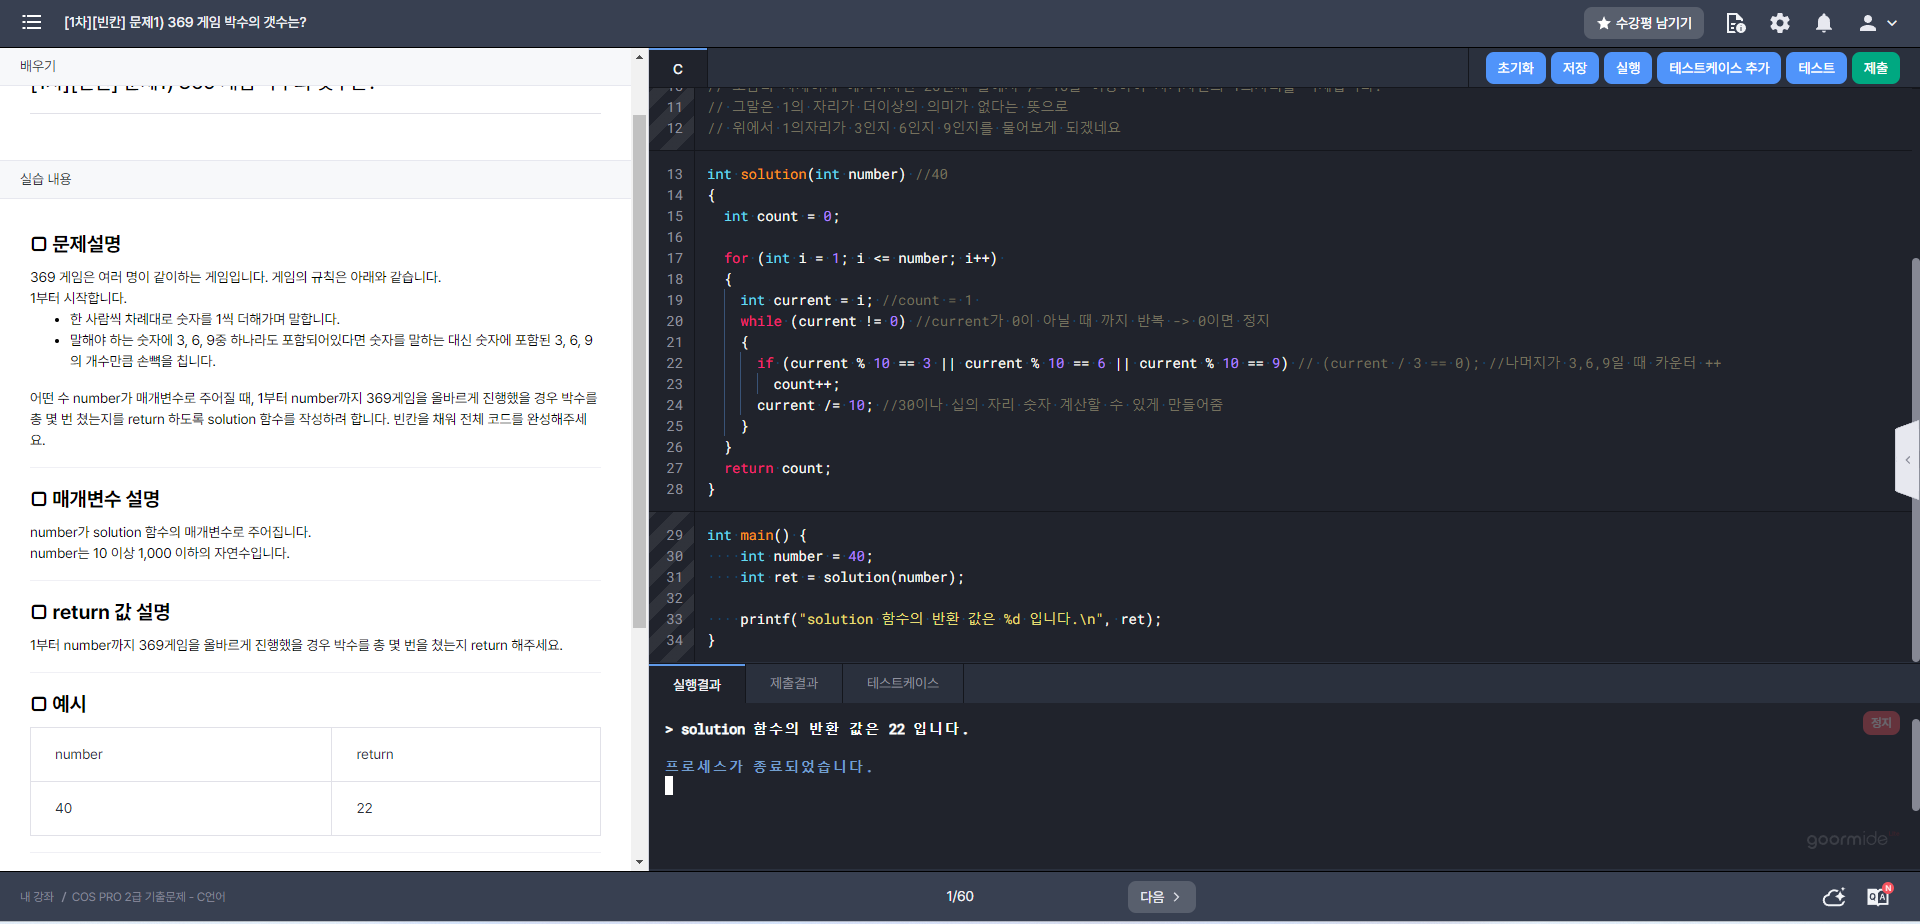 [1차][빈칸] 문제1) 369 게임 박수의 갯수는?
★ 수강평 남기기
배우기
실습 내용
문제설명
369 게임은 여러 명이 같이하는 게임입니다. 게임의 규칙은 아래와 같습니다.
1부터 시작합니다.
• 한 사람씩 차례대로 숫자를 1씩 더해가며 말합니다.
• 말해야 하는 숫자에 3, 6, 9중 하나라도 포함되어있다면 숫자를 말하는 대신 숫자에 포함된 3, 6, 9
의 개수만큼 손뼉을 칩니다.
어떤 수 number가 매개변수로 주어질 때, 1부터 number까지 369게임을 올바르게 진행했을 경우 박수를
총 몇 번 쳤는지를 return 하도록 solution 함수를 작성하려 합니다. 빈칸을 채워 전체 코드를 완성해주세
요.
매개변수 설명
number가 solution 함수의 매개변수로 주어집니다.
number는 10 이상 1,000 이하의 자연수입니다.
return 값 설명
1부터 number까지 369게임을 올바르게 진행했을 경우 박수를 총 몇 번을 쳤는지 return 해주세요.
예시
number return
40 22
C
초기화 저장 실행 테스트케이스 추가 테스트 제출
11 // 그말은 1의 자리가 더이상의 의미가 없다는 뜻으로
12 // 위에서 1의자리가 3인지 6인지 9인지를 물어보게 되겠네요
13 int solution(int number) //40
14 {
15 int count = 0;
16
17 for (int i = 1; i <= number; i++)
18 {
19 int current = i; //count = 1
20 while (current != 0) //current가 0이 아닐 때 까지 반복 -> 0이면 정지
21 {
22 if (current % 10 == 3 || current % 10 == 6 || current % 10 == 9) // (current / 3 == 0); //나머지가 3,6,9일 때 카운터 ++
23 count++;
24 current /= 10; //30이나 십의 자리 숫자 계산할 수 있게 만들어줌
25 }
26 }
27 return count;
28 }
29 int main() {
30 int number = 40;
31 int ret = solution(number);
32
33 printf("solution 함수의 반환 값은 %d 입니다.\n", ret);
34 }
실행결과 제출결과 테스트케이스
> solution 함수의 반환 값은 22 입니다.
정지
프로세스가 종료되었습니다.
goormide
내 강좌 / COS PRO 2급 기출문제 - C언어
1/60
다음 >
Q A N